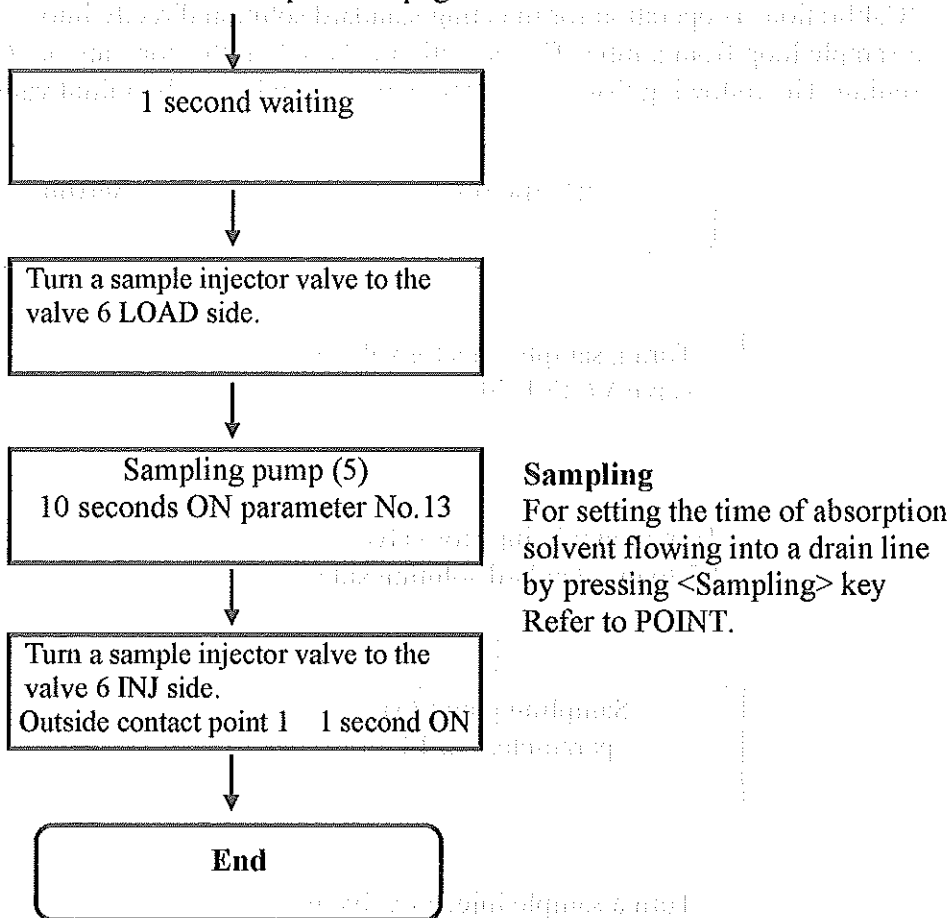 1 second waiting
Turn a sample injector valve to the
valve 6 LOAD side.
Sampling pump (5)
10 seconds ON parameter No.13
Sampling
For setting the time of absorption
solvent flowing into a drain line
by pressing <Sampling> key
Refer to POINT.
Turn a sample injector valve to the
valve 6 INJ side.
Outside contact point 1 1 second ON
End